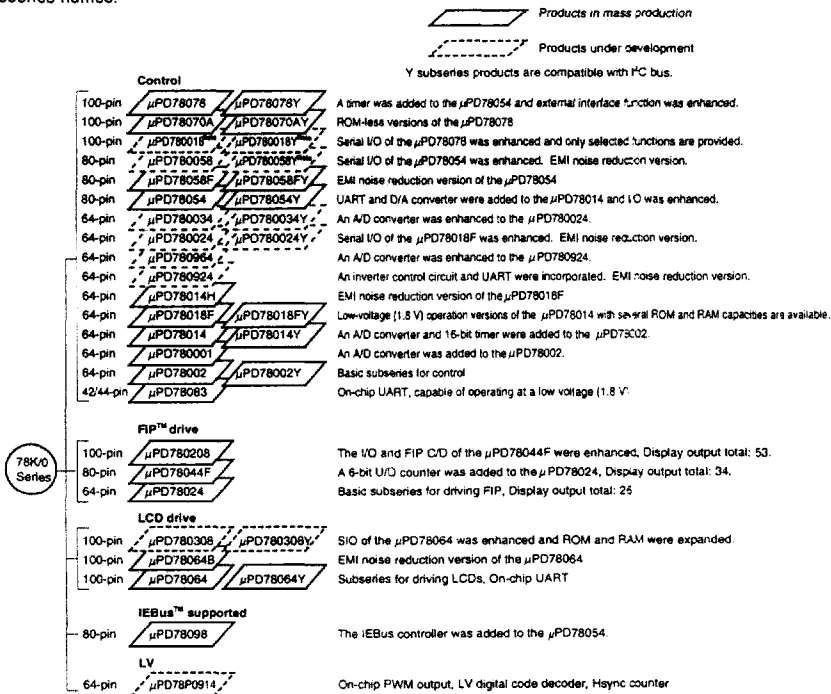 series names.
Products in mass production
Products under development
Y subseries products are compatible with I²C bus.
Control
100-pin μPD78078 μPD78078Y A timer was added to the μPD78054 and external interface function was enhanced.
100-pin μPD78070A μPD78070AY ROM-less versions of the μPD78078
100-pin μPD780018 μPD780018Y Serial I/O of the μPD78078 was enhanced and only selected functions are provided.
80-pin μPD780058 μPD780058Y Serial I/O of the μPD78054 was enhanced. EMI noise reduction version.
80-pin μPD78058F μPD78058FY EMI noise reduction version of the μPD78054
80-pin μPD78054 μPD78054Y UART and D/A converter were added to the μPD78014 and I/O was enhanced.
64-pin μPD780034 μPD780034Y An A/D converter was enhanced to the μPD780024.
64-pin μPD780024 μPD780024Y Serial I/O of the μPD78018F was enhanced. EMI noise reduction version.
64-pin μPD780964 An A/D converter was enhanced to the μPD780924.
64-pin μPD780924 An inverter control circuit and UART were incorporated. EMI noise reduction version.
64-pin μPD78014H EMI noise reduction version of the μPD78018F
64-pin μPD78018F μPD78018FY Low-voltage (1.8 V) operation versions of the μPD78014 with several ROM and RAM capacities are available.
64-pin μPD78014 μPD78014Y An A/D converter and 16-bit timer were added to the μPD78002.
64-pin μPD780001 An A/D converter was added to the μPD78002.
64-pin μPD78002 μPD78002Y Basic subseries for control
42/44-pin μPD78083 On-chip UART, capable of operating at a low voltage (1.8 V)
FIP™ drive
100-pin μPD780208 The I/O and FIP C/D of the μPD78044F were enhanced, Display output total: 53.
80-pin μPD78044F A 6-bit U/D counter was added to the μPD78024, Display output total: 34.
64-pin μPD78024 Basic subseries for driving FIP, Display output total: 26
78K/0 Series
LCD drive
100-pin μPD780308 μPD780308Y SIO of the μPD78064 was enhanced and ROM and RAM were expanded.
100-pin μPD78064B EMI noise reduction version of the μPD78064
100-pin μPD78064 μPD78064Y Subseries for driving LCDs, On-chip UART
IEBus™ supported
80-pin μPD78098 The IEBus controller was added to the μPD78054.
LV
64-pin μPD78P0914 On-chip PWM output, LV digital code decoder, Hsync counter